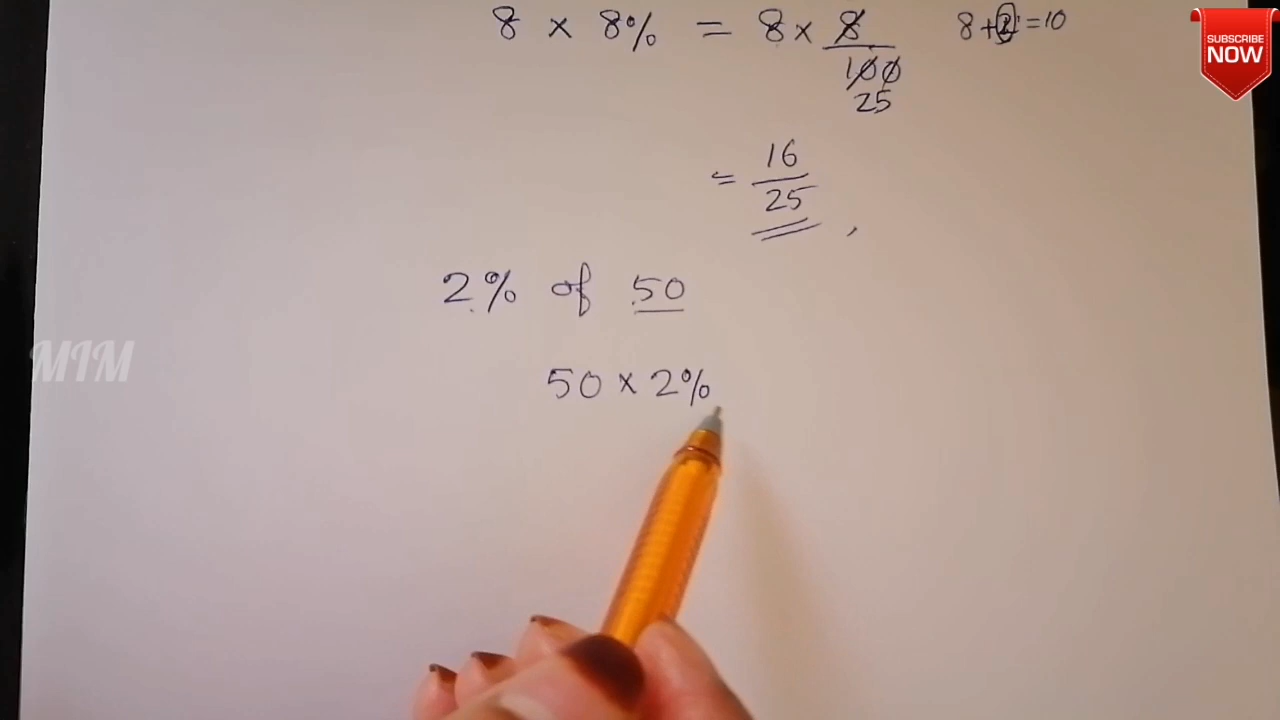 8 × 8% = 8 × 8/100 8+2=10
25
= 16/25 ,
2% of 50
50 × 2%
MIM
SUBSCRIBE
NOW